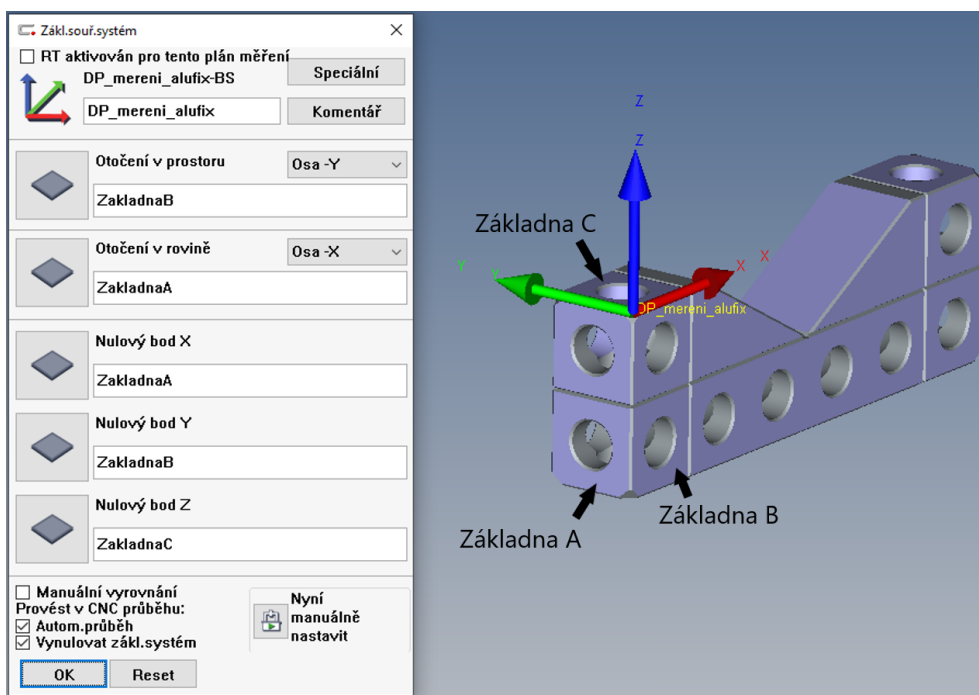 Zákl.souř.systém
RT aktivován pro tento plán měření
Speciální
DP_mereni_alufix-BS
DP_mereni_alufix
Komentář
Otočení v prostoru
Osa -Y
ZakladnaB
Otočení v rovině
Osa -X
ZakladnaA
Nulový bod X
ZakladnaA
Nulový bod Y
ZakladnaB
Nulový bod Z
ZakladnaC
Manuální vyrovnání
Provést v CNC průběhu:
Autom.průběh
Vynulovat zákl.systém
Nyní
manuálně
nastavit
OK
Reset
Z
Z
Základna C
Y
Y
X
X
DP_mereni_alufix
Základna B
Základna A